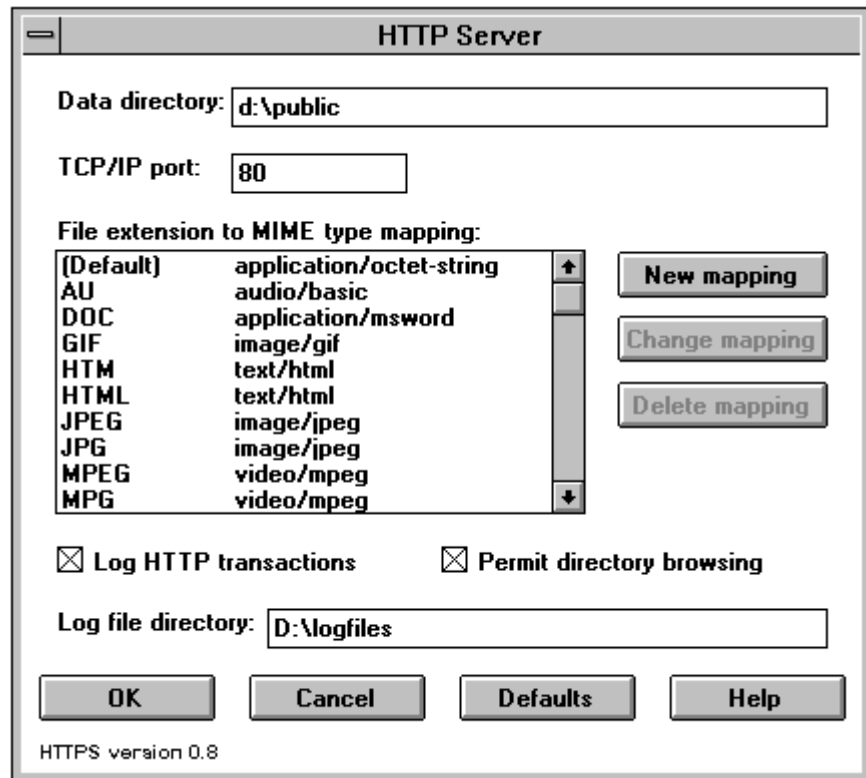 HTTP Server
Data directory: d:\public
TCP/IP port: 80
File extension to MIME type mapping:
(Default) application/octet-string
AU audio/basic
DOC application/msword
GIF image/gif
HTM text/html
HTML text/html
JPEG image/jpeg
JPG image/jpeg
MPEG video/mpeg
MPG video/mpeg
New mapping
Change mapping
Delete mapping
Log HTTP transactions Permit directory browsing
Log file directory: D:\logfiles
OK Cancel Defaults Help
HTTPS version 0.8